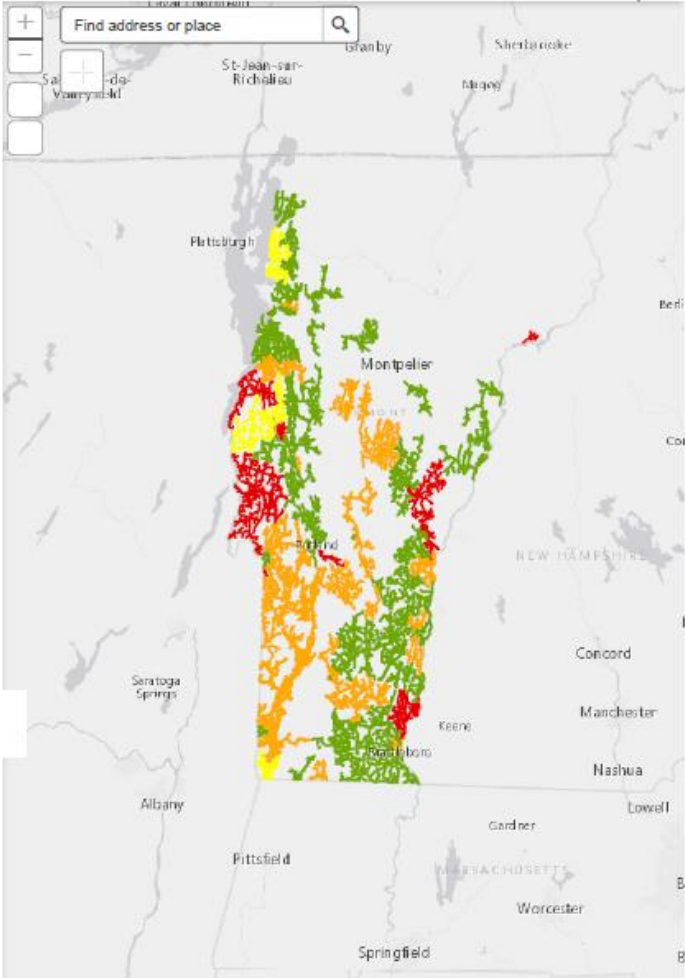 Find address or place
Granby
Sherbrooke
St-Jean-sur-
Richelieu
Magog
Plattsburgh
Montpelier
NEW HAMPSHIRE
Concord
Saratoga
Springs
Manchester
Keene
Brattleboro
Nashua
Albany
Lowell
Gardner
Pittsfield
MASSACHUSETTS
Worcester
Springfield